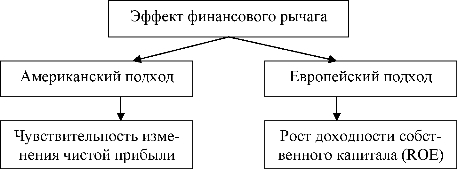 Эффект финансового рычага
Американский подход
Европейский подход
Чувствительность изме-
нения чистой прибыли
Рост доходности собст-
венного капитала (ROE)